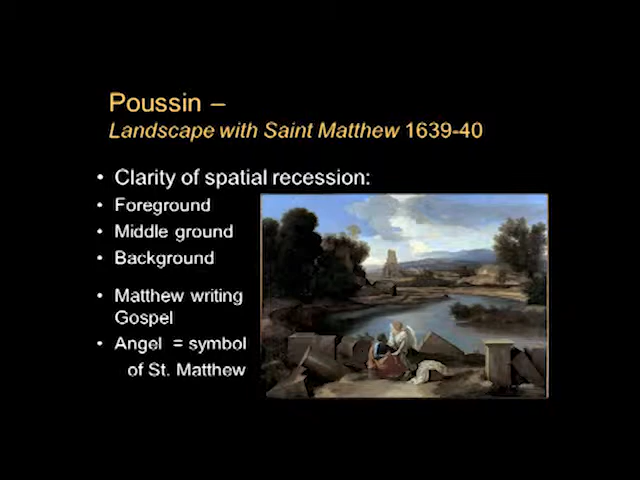 Poussin –
Landscape with Saint Matthew 1639-40
• Clarity of spatial recession:
• Foreground
• Middle ground
• Background
• Matthew writing
Gospel
• Angel = symbol
of St. Matthew